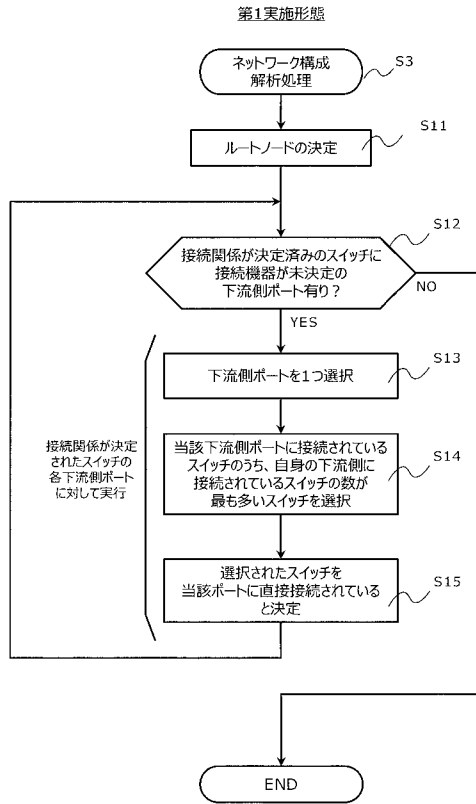 第1実施形態
ネットワーク構成
解析処理
S3
S11
ルートノードの決定
S12
接続関係が決定済みのスイッチに
接続機器が未決定の
下流側ポート有り？
NO
YES
S13
下流側ポートを1つ選択
接続関係が決定
されたスイッチの
各下流側ポート
に対して実行
当該下流側ポートに接続されている
スイッチのうち、自身の下流側に
接続されているスイッチの数が
最も多いスイッチを選択
S14
選択されたスイッチを
当該ポートに直接接続されている
と決定
S15
END